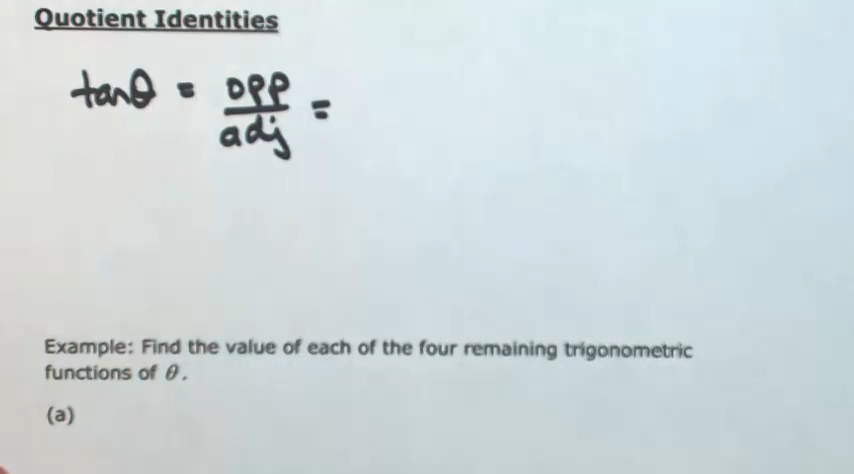 Quotient Identities
tanθ = opp/adj =
Example: Find the value of each of the four remaining trigonometric
functions of θ.
(a)